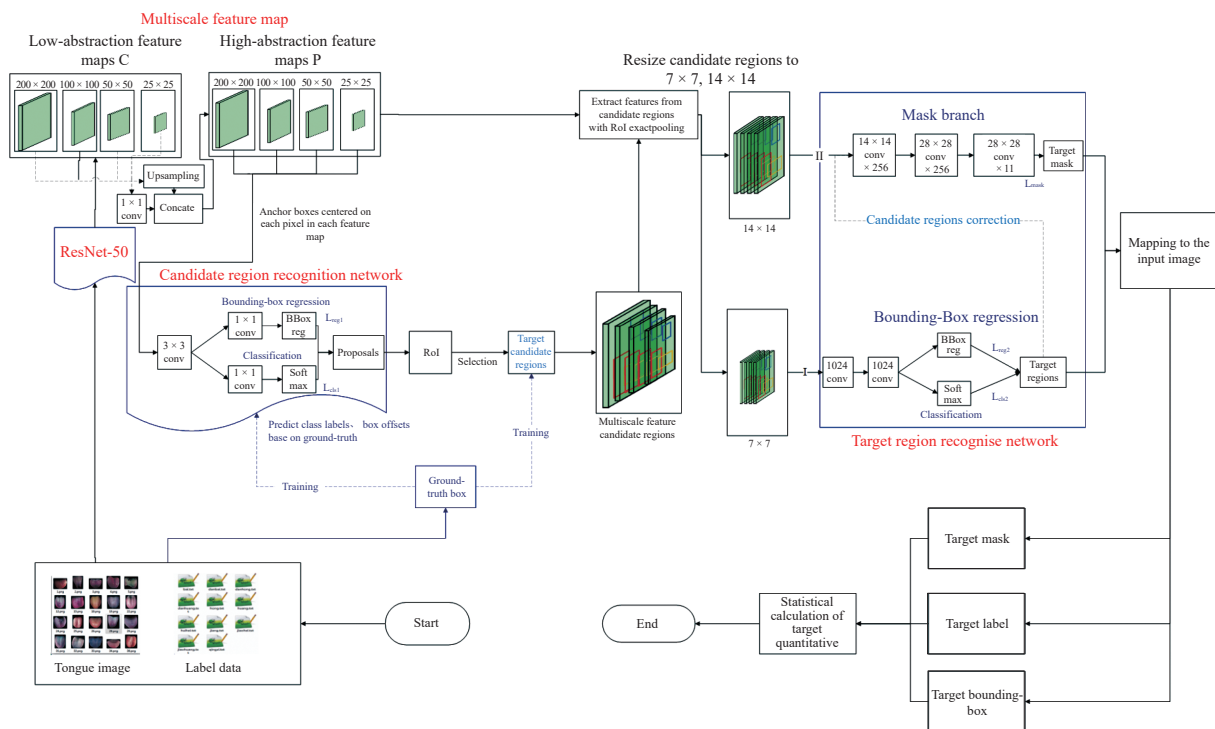 Multiscale feature map
Low-abstraction feature
maps C
High-abstraction feature
maps P
200 × 200
100 × 100
50 × 50
25 × 25
200 × 200
100 × 100
50 × 50
25 × 25
Upsampling
1 × 1
conv
Concate
Anchor boxes centered on
each pixel in each feature
map
ResNet-50
Candidate region recognition network
Bounding-box regression
3 × 3
conv
1 × 1
conv
BBox
reg
Lreg1
Classification
1 × 1
conv
Soft
max
Lcls1
Proposals
RoI
Selection
Target
candidate
regions
Predict class labels、 box offsets
base on ground-truth
Training
Training
Ground-
truth box
Resize candidate regions to
7 × 7, 14 × 14
Extract features from
candidate regions
with RoI exactpooling
Multiscale feature
candidate regions
14 × 14
7 × 7
II
I
Mask branch
14 × 14
conv
× 256
28 × 28
conv
× 256
28 × 28
conv
× 11
Lmask
Target
mask
Candidate regions correction
Bounding-Box regression
1024
conv
1024
conv
BBox
reg
Lreg2
Soft
max
Lcls2
Classificatiom
Target
regions
Target region recognise network
Mapping to the
input image
Tongue image
Label data
Start
End
Statistical
calculation of
target
quantitative
Target mask
Target label
Target bounding-
box